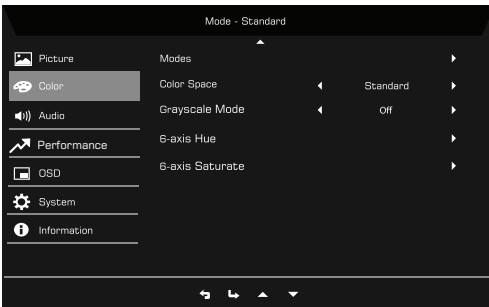 Mode - Standard
Picture
Color
Audio
Performance
OSD
System
Information
Modes
Color Space Standard
Grayscale Mode Off
6-axis Hue
6-axis Saturate